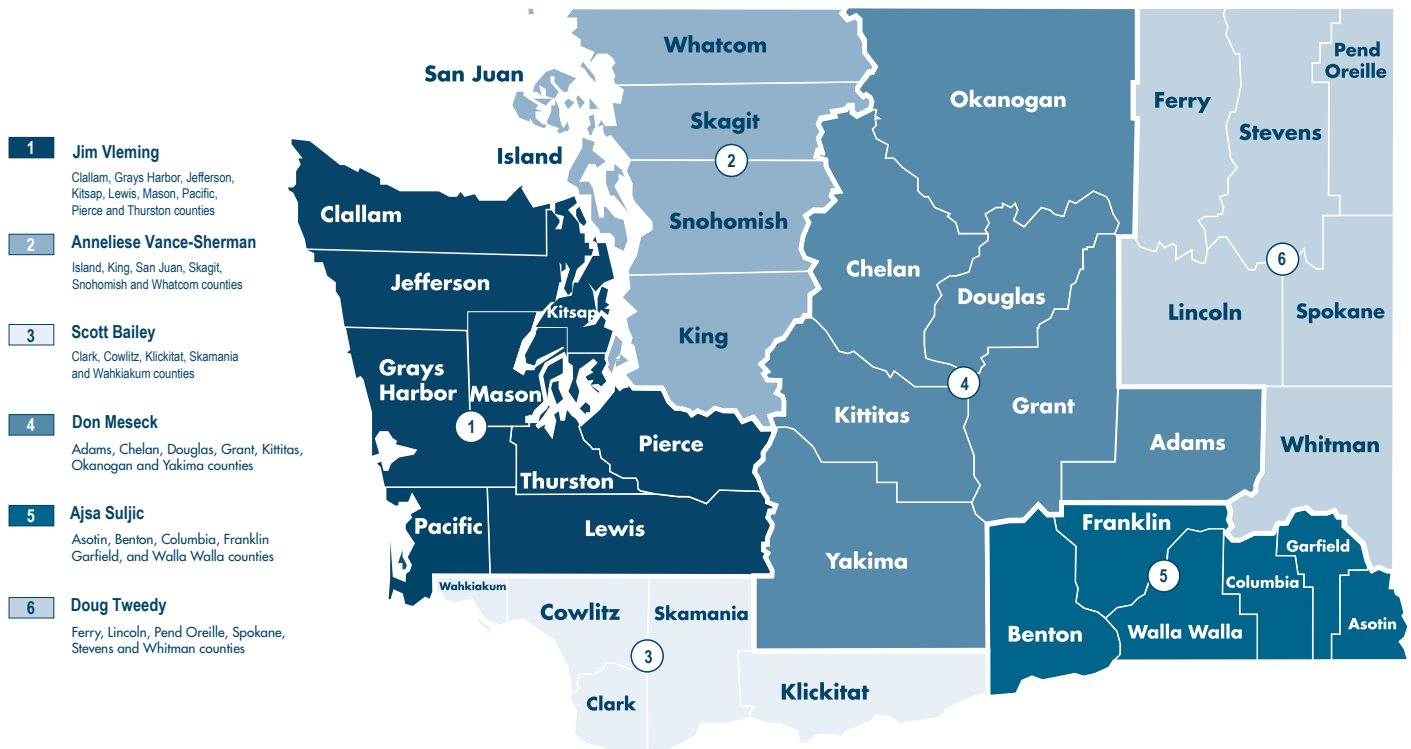 1
Jim Vleming
Clallam, Grays Harbor, Jefferson,
Kitsap, Lewis, Mason, Pacific,
Pierce and Thurston counties
2
Anneliese Vance-Sherman
Island, King, San Juan, Skagit,
Snohomish and Whatcom counties
3
Scott Bailey
Clark, Cowlitz, Klickitat, Skamania
and Wahkiakum counties
4
Don Meseck
Adams, Chelan, Douglas, Grant, Kittitas,
Okanogan and Yakima counties
5
Ajsa Suljic
Asotin, Benton, Columbia, Franklin
Garfield, and Walla Walla counties
6
Doug Tweedy
Ferry, Lincoln, Pend Oreille, Spokane,
Stevens and Whitman counties
Whatcom
San Juan
Skagit
2
Island
Snohomish
King
Clallam
Jefferson
Kitsap
Grays
Harbor
Mason
1
Pierce
Thurston
Pacific
Lewis
Wahkiakum
Cowlitz
Skamania
3
Clark
Klickitat
Okanogan
Chelan
Douglas
4
Kittitas
Grant
Adams
Yakima
Ferry
Stevens
Pend
Oreille
6
Lincoln
Spokane
Whitman
Franklin
5
Benton
Walla Walla
Columbia
Garfield
Asotin